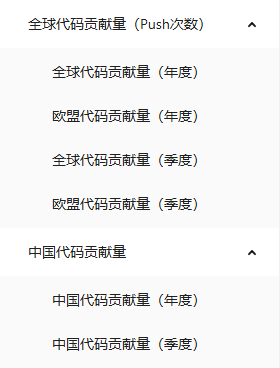 全球代码贡献量（Push次数）
全球代码贡献量（年度）
欧盟代码贡献量（年度）
全球代码贡献量（季度）
欧盟代码贡献量（季度）
中国代码贡献量
中国代码贡献量（年度）
中国代码贡献量（季度）